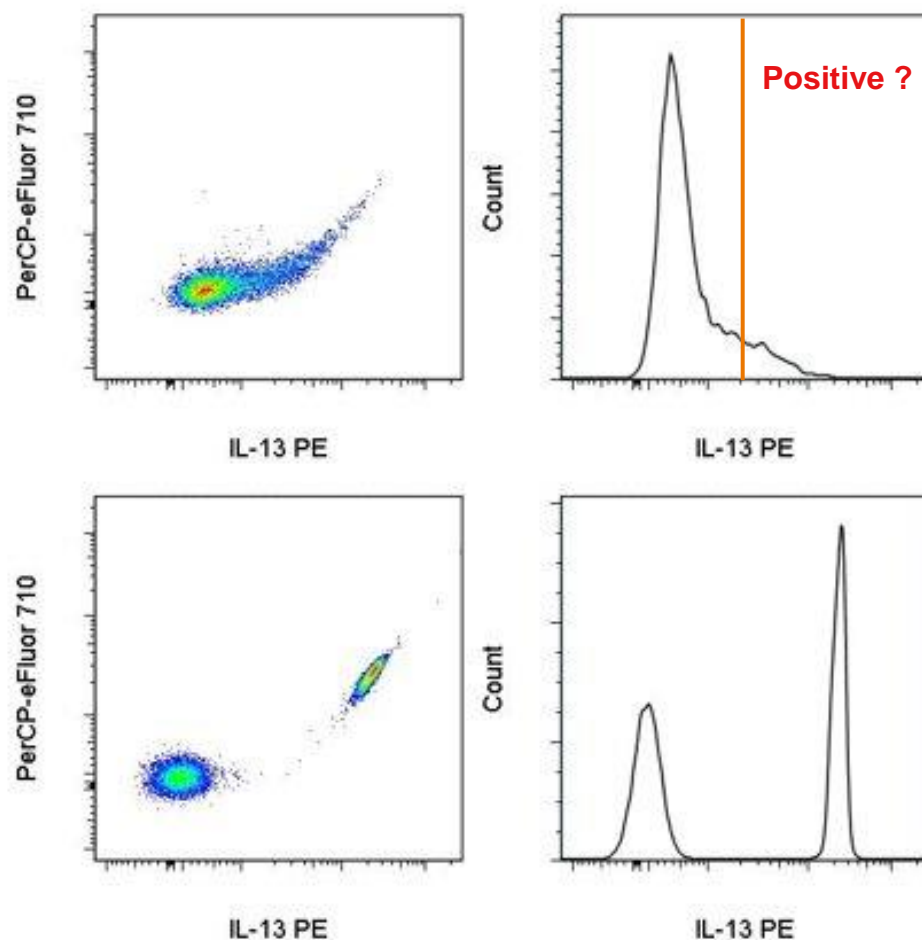 PerCP-eFluor 710
IL-13 PE
Count
Positive ?
IL-13 PE
PerCP-eFluor 710
IL-13 PE
Count
IL-13 PE